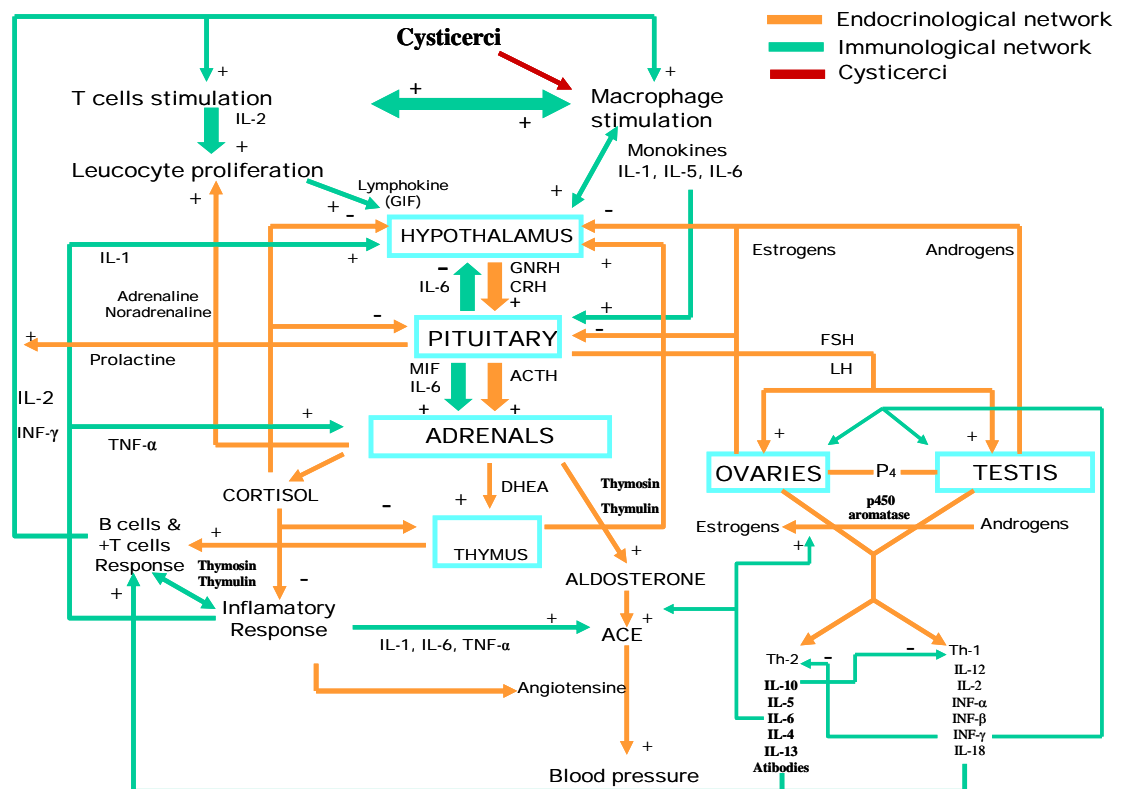 Endocrinological network
Immunological network
Cysticerci
Cysticerci
+
+
T cells stimulation
+
+
Macrophage
stimulation
IL-2
+
Leucocyte proliferation
Monokines
IL-1, IL-5, IL-6
Lymphokine
(GIF)
+
+
+
-
-
HYPOTHALAMUS
Estrogens
Androgens
IL-1
+
+
-
IL-6
GNRH
CRH
+
Adrenaline
Noradrenaline
-
+
-
PITUITARY
+
Prolactine
FSH
LH
MIF
IL-6
ACTH
IL-2
INF-γ
+
+
+
TNF-α
ADRENALS
+
+
OVARIES
P4
TESTIS
CORTISOL
DHEA
+
Thymosin
Thymulin
p450
aromatase
-
Estrogens
Androgens
B cells &
+T cells
Response
+
THYMUS
+
+
Thymosin
Thymulin
-
ALDOSTERONE
+
Inflamatory
Response
+
+
ACE
IL-1, IL-6, TNF-α
Th-2
-
-
Th-1
IL-10
IL-5
IL-6
IL-4
IL-13
Atibodies
IL-12
IL-2
INF-α
INF-β
INF-γ
IL-18
Angiotensine
+
Blood pressure